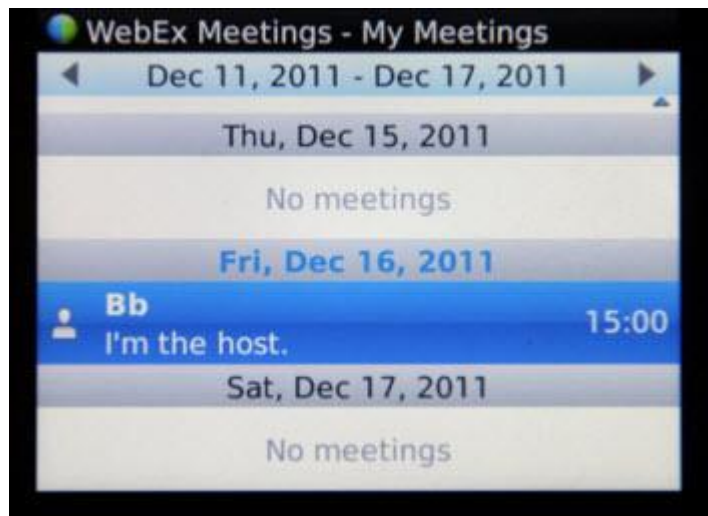 WebEx Meetings - My Meetings
Dec 11, 2011 - Dec 17, 2011
Thu, Dec 15, 2011
No meetings
Fri, Dec 16, 2011
Bb
15:00
I'm the host.
Sat, Dec 17, 2011
No meetings